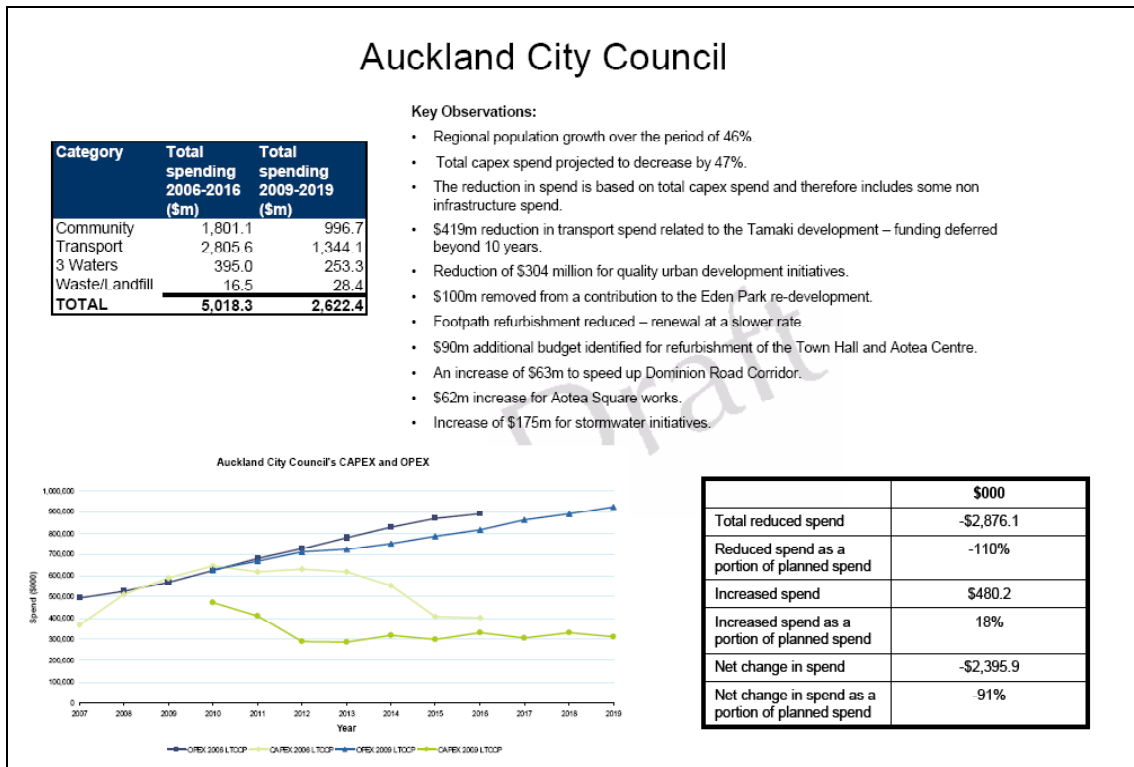 Auckland City Council
Key Observations:
• Regional population growth over the period of 46%.
• Total capex spend projected to decrease by 47%.
• The reduction in spend is based on total capex spend and therefore includes some non
infrastructure spend.
• $419m reduction in transport spend related to the Tamaki development – funding deferred
beyond 10 years.
• Reduction of $304 million for quality urban development initiatives.
• $100m removed from a contribution to the Eden Park re-development.
• Footpath refurbishment reduced – renewal at a slower rate.
• $90m additional budget identified for refurbishment of the Town Hall and Aotea Centre.
• An increase of $63m to speed up Dominion Road Corridor.
• $62m increase for Aotea Square works.
• Increase of $175m for stormwater initiatives.
Draft
Category Total Total
spending spending
2006-2016 2009-2019
($m) ($m)
Community 1,801.1 996.7
Transport 2,805.6 1,344.1
3 Waters 395.0 253.3
Waste/Landfill 16.5 28.4
TOTAL 5,018.3 2,622.4
Auckland City Council's CAPEX and OPEX
1,000,000
900,000
800,000
700,000
600,000
500,000
400,000
300,000
200,000
100,000
0
Spend ($000)
2007 2008 2009 2010 2011 2012 2013 2014 2015 2016 2017 2018 2019
Year
OPEX 2006 LTCCP CAPEX 2006 LTCCP OPEX 2009 LTCCP CAPEX 2009 LTCCP
$000
Total reduced spend -$2,876.1
Reduced spend as a -110%
portion of planned spend
Increased spend $480.2
Increased spend as a 18%
portion of planned spend
Net change in spend -$2,395.9
Net change in spend as a -91%
portion of planned spend